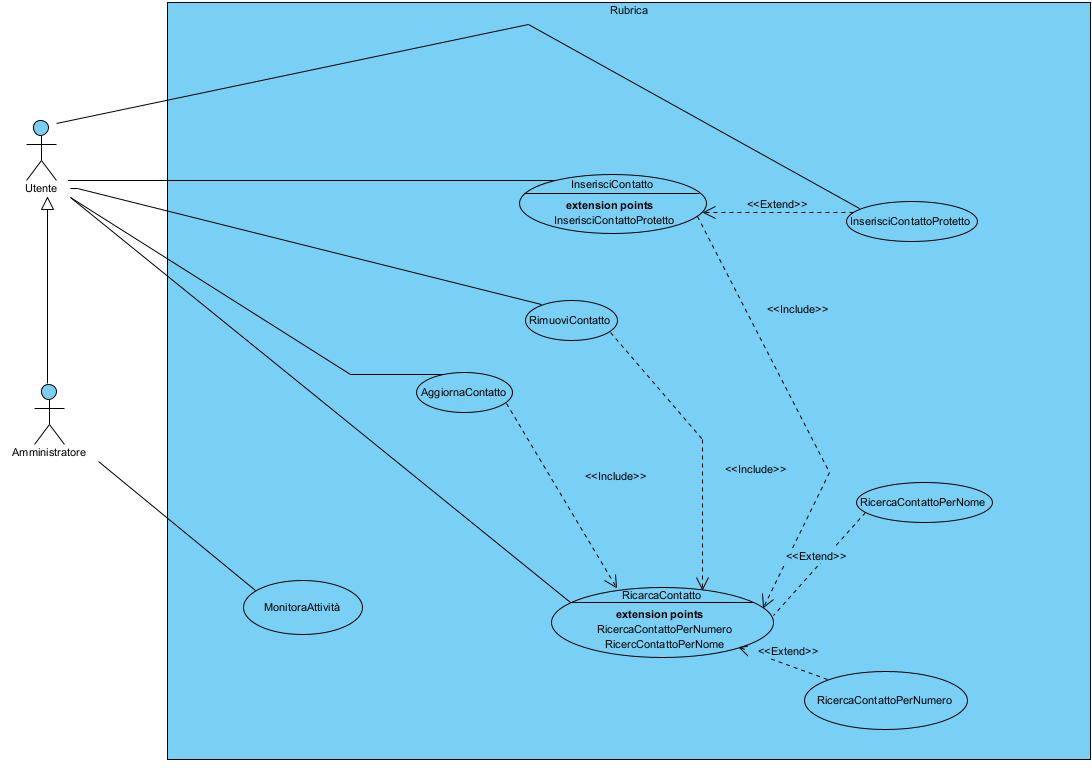 Rubrica
Utente
InserisciContatto
extension points
InserisciContattoProtetto
<<Extend>>
InserisciContattoProtetto
<<Include>>
RimuoviContatto
AggiornaContatto
Amministratore
<<Include>>
<<Include>>
RicercaContattoPerNome
<<Extend>>
MonitoraAttività
RicarcaContatto
extension points
RicercaContattoPerNumero
RicercContattoPerNome
<<Extend>>
RicercaContattoPerNumero